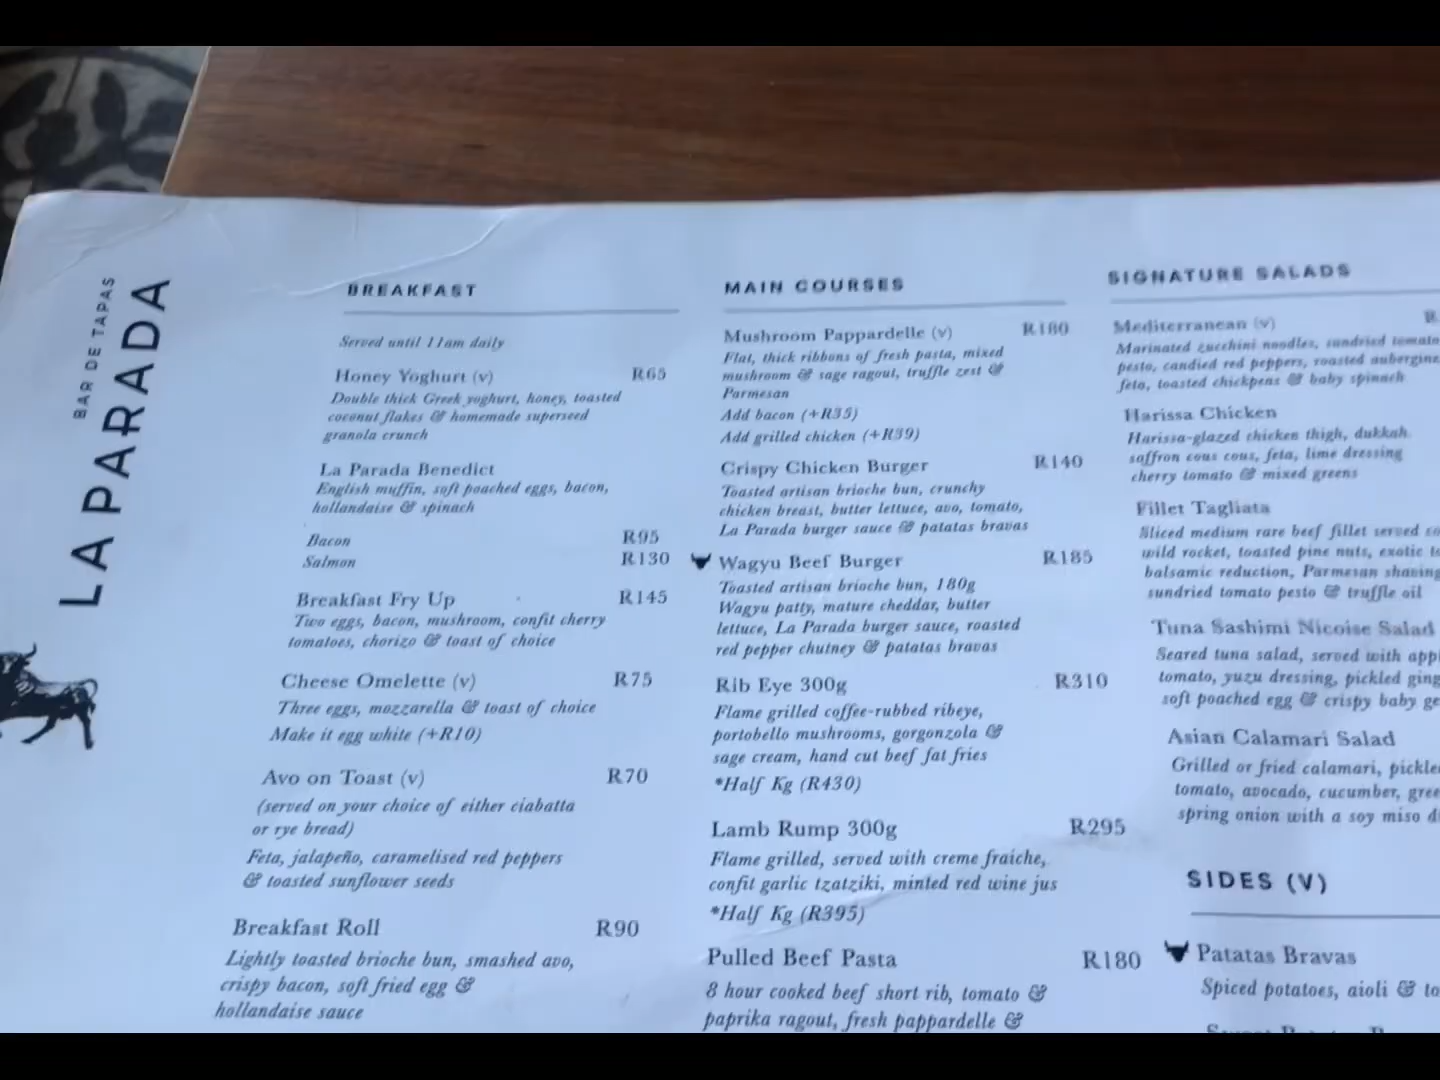 BAR DE TAPAS
LA PARADA
BREAKFAST
Served until 11am daily
Honey Yoghurt (v) R65
Double thick Greek yoghurt, honey, toasted
coconut flakes & homemade superseed
granola crunch
La Parada Benedict
English muffin, soft poached eggs, bacon,
hollandaise & spinach
Bacon R95
Salmon R130
Breakfast Fry Up R145
Two eggs, bacon, mushroom, confit cherry
tomatoes, chorizo & toast of choice
Cheese Omelette (v) R75
Three eggs, mozzarella & toast of choice
Make it egg white (+R10)
Avo on Toast (v) R70
(served on your choice of either ciabatta
or rye bread)
Feta, jalapeño, caramelised red peppers
& toasted sunflower seeds
Breakfast Roll R90
Lightly toasted brioche bun, smashed avo,
crispy bacon, soft fried egg &
hollandaise sauce
MAIN COURSES
Mushroom Pappardelle (v) R180
Flat, thick ribbons of fresh pasta, mixed
mushroom & sage ragout, truffle zest &
Parmesan
Add bacon (+R35)
Add grilled chicken (+R39)
Crispy Chicken Burger R140
Toasted artisan brioche bun, crunchy
chicken breast, butter lettuce, avo, tomato,
La Parada burger sauce & patatas bravas
Wagyu Beef Burger R185
Toasted artisan brioche bun, 180g
Wagyu patty, mature cheddar, butter
lettuce, La Parada burger sauce, roasted
red pepper chutney & patatas bravas
Rib Eye 300g R310
Flame grilled coffee-rubbed ribeye,
portobello mushrooms, gorgonzola &
sage cream, hand cut beef fat fries
*Half Kg (R430)
Lamb Rump 300g R295
Flame grilled, served with creme fraiche,
confit garlic tzatziki, minted red wine jus
*Half Kg (R395)
Pulled Beef Pasta R180
8 hour cooked beef short rib, tomato &
paprika ragout, fresh pappardelle &
SIGNATURE SALADS
Mediterranean (v)
Marinated zucchini noodles, sundried tomato
pesto, candied red peppers, roasted aubergine
feta, toasted chickpeas & baby spinach
Harissa Chicken
Harissa-glazed chicken thigh, dukkah
saffron cous cous, feta, lime dressing
cherry tomato & mixed greens
Fillet Tagliata
Sliced medium rare beef fillet served
wild rocket, toasted pine nuts, exotic
balsamic reduction, Parmesan shaving
sundried tomato pesto & truffle oil
Tuna Sashimi Nicoise Salad
Seared tuna salad, served with
tomato, yuzu dressing, pickled
soft poached egg & crispy baby
Asian Calamari Salad
Grilled or fried calamari,
tomato, avocado, cucumber,
spring onion with a soy miso
SIDES (V)
Patatas Bravas
Spiced potatoes, aioli &